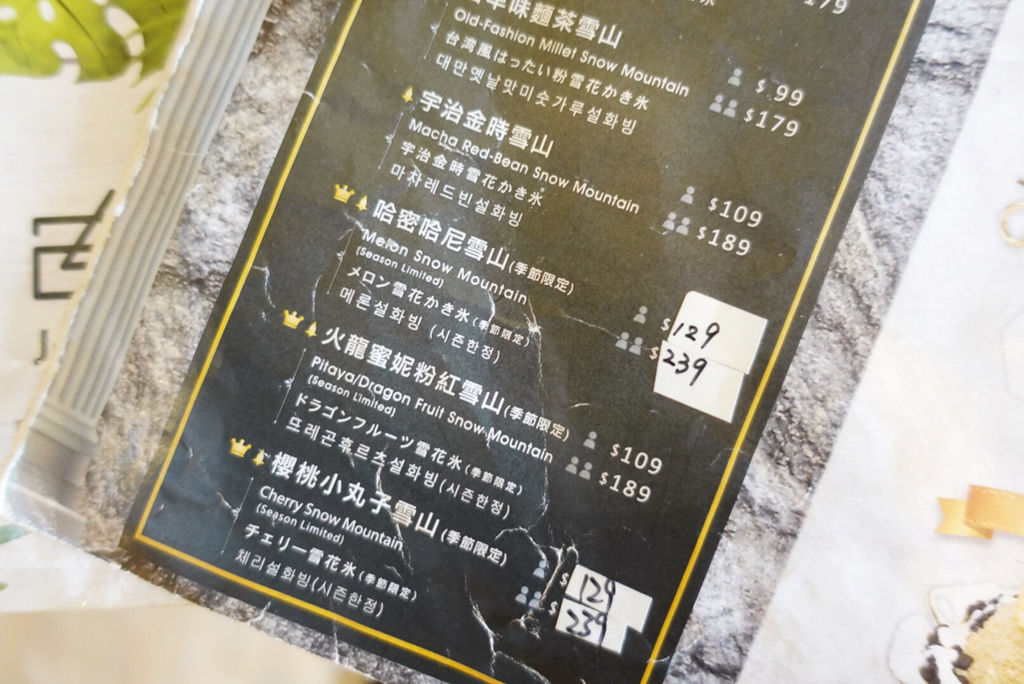 179
年味麵茶雪山
Old-Fashion Millet Snow Mountain
台湾風はったい粉雪花かき氷
대만옛날맛미숫가루설화빙
$ 99
$179
宇治金時雪山
Macha Red-Bean Snow Mountain
宇治金時雪花かき氷
마차레드빈설화빙
$109
$189
哈密哈尼雪山(季節限定)
Melon Snow Mountain
(Season Limited)
メロン雪花かき氷(季節限定)
메론설화빙 (시즌한정)
$129
$239
火龍蜜妮粉紅雪山(季節限定)
Pitaya/Dragon Fruit Snow Mountain
(Season Limited)
ドラゴンフルーツ雪花氷(季節限定)
뜨레곤휴르츠설화빙(시즌한정)
$109
$189
櫻桃小丸子雪山(季節限定)
Cherry Snow Mountain
(Season Limited)
チェリー雪花氷(季節限定)
체리설화빙(시즌한정)
$129
$239